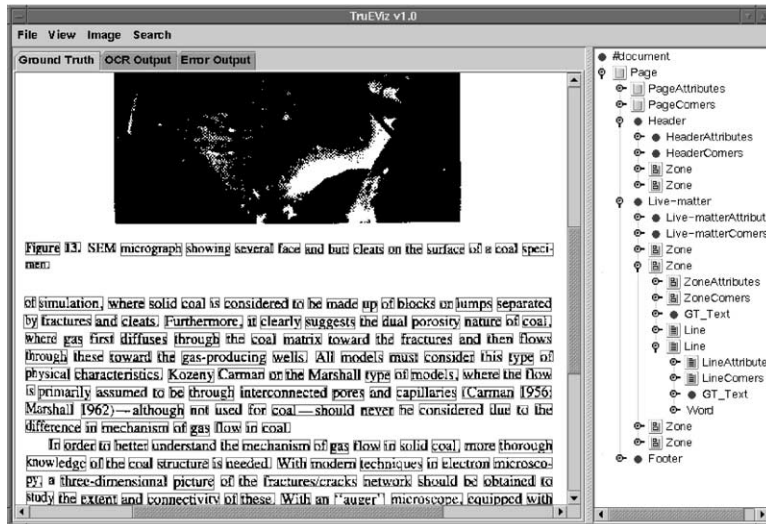 TruEViz v1.0
File View Image Search
Ground Truth OCR Output Error Output
Figure 13. SEM micrograph showing several face and butt cleats on the surface of a coal speci-
men.
of simulation, where solid coal is considered to be made up of blocks or lumps separated
by fractures and cleats. Furthermore, it clearly suggests the dual porosity nature of coal,
where gas first diffuses through the coal matrix toward the fractures and then flows
through these toward the gas-producing wells. All models must consider this type of
physical characteristics. Kozeny Carman or the Marshall type of models, where the flow
is primarily assumed to be through interconnected pores and capillaries (Carman 1956;
Marshall 1962)—although not used for coal—should never be considered due to the
difference in mechanism of gas flow in coal.
In order to better understand the mechanism of gas flow in solid coal, more thorough
knowledge of the coal structure is needed. With modern techniques in electron microsco-
py, a three-dimensional picture of the fractures/cracks network should be obtained to
study the extent and connectivity of these. With an "auger" microscope, equipped with
#document
Page
PageAttributes
PageCorners
Header
HeaderAttributes
HeaderCorners
Zone
Zone
Live-matter
Live-matterAttribut
Live-matterCorners
Zone
Zone
ZoneAttributes
ZoneCorners
GT_Text
Line
Line
LineAttribute
LineCorners
GT_Text
Word
Zone
Zone
Footer